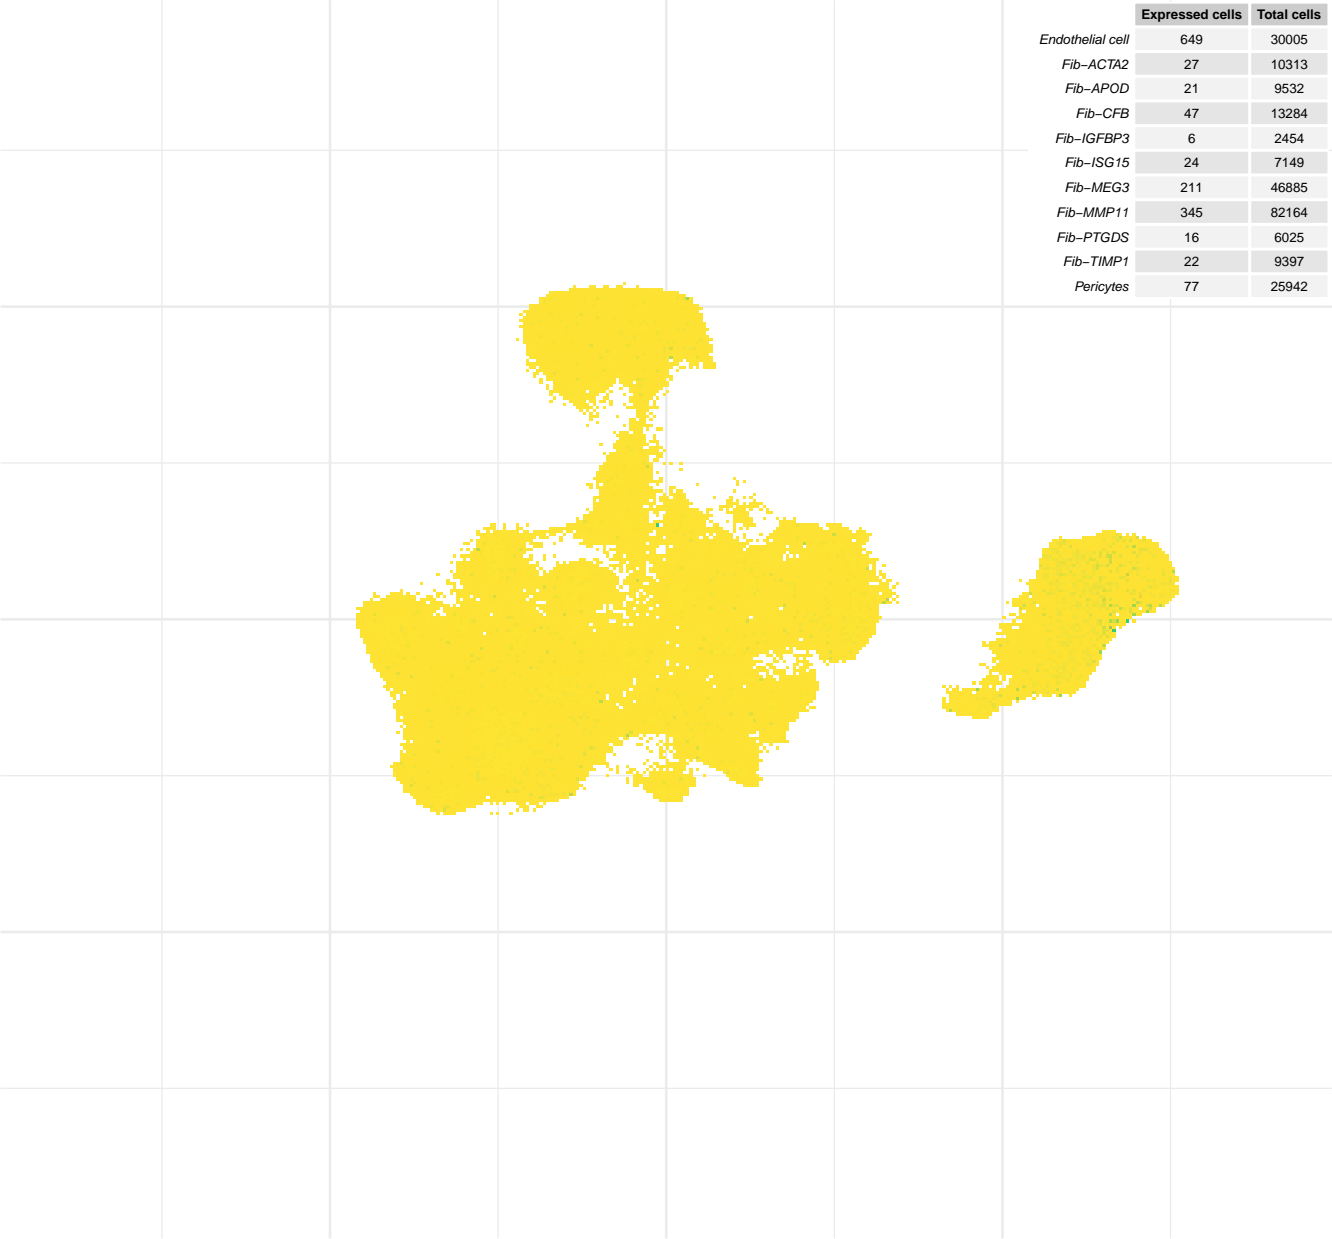 Expressed cells Total cells
Endothelial cell 649 30005
Fib−ACTA2 27 10313
Fib−APOD 21 9532
Fib−CFB 47 13284
Fib−IGFBP3 6 2454
Fib−ISG15 24 7149
Fib−MEG3 211 46885
Fib−MMP11 345 82164
Fib−PTGDS 16 6025
Fib−TIMP1 22 9397
Pericytes 77 25942